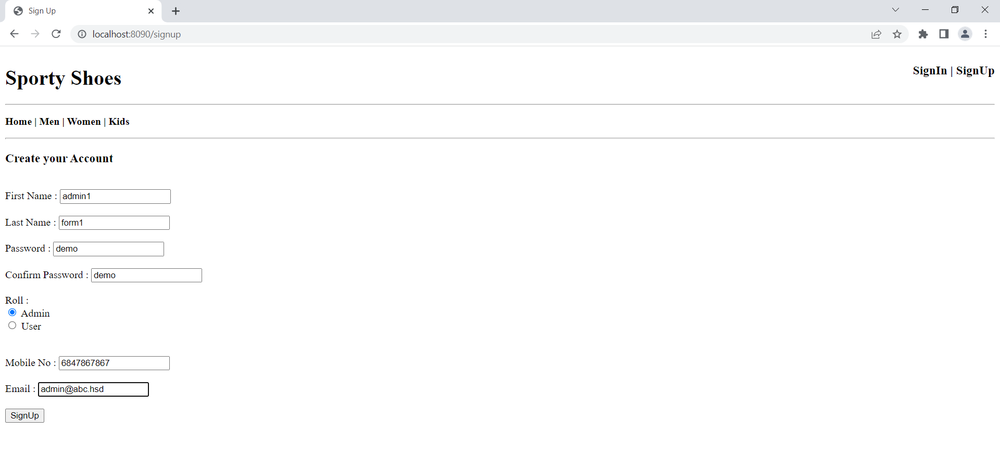 Sign Up
localhost:8090/signup
Sporty Shoes
SignIn | SignUp
Home | Men | Women | Kids
Create your Account
First Name : admin1
Last Name : form1
Password : demo
Confirm Password : demo
Roll :
Admin
User
Mobile No : 6847867867
Email : admin@abc.hsd
SignUp